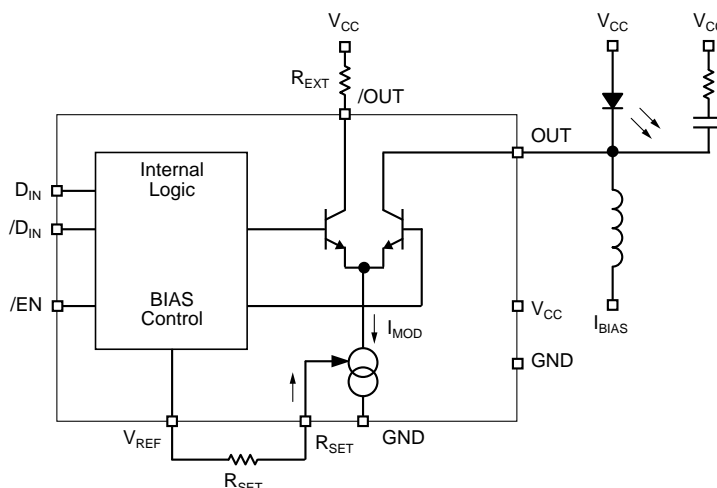 VCC
VCC
VCC
REXT
/OUT
OUT
Internal
Logic
DIN
/DIN
/EN
BIAS
Control
IMOD
VCC
IBIAS
GND
VREF
RSET
GND
RSET